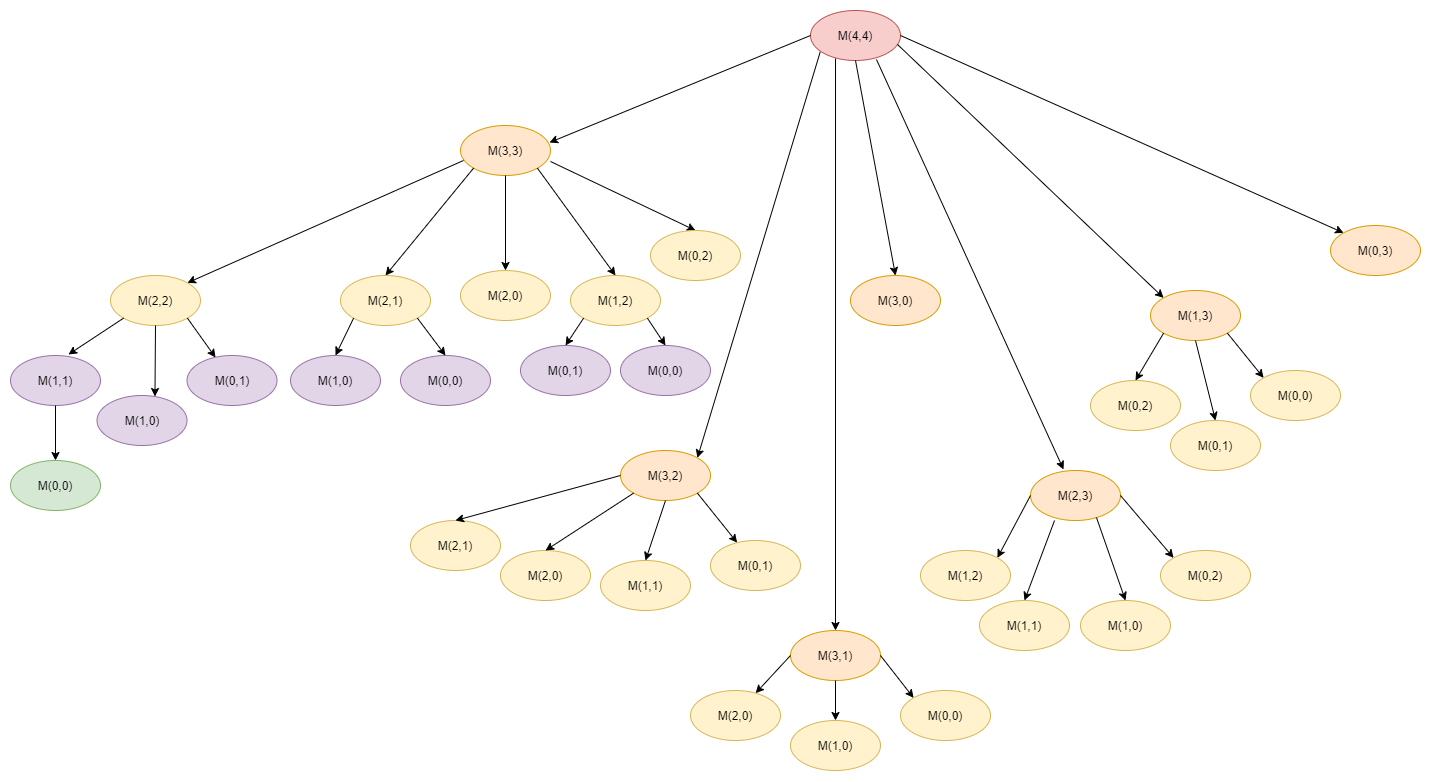 M(4,4)
M(3,3)
M(0,2)
M(0,3)
M(2,2)
M(2,1)
M(2,0)
M(1,2)
M(3,0)
M(1,3)
M(1,1)
M(1,0)
M(0,1)
M(1,0)
M(0,0)
M(0,1)
M(0,0)
M(0,2)
M(0,1)
M(0,0)
M(0,0)
M(3,2)
M(2,3)
M(2,1)
M(2,0)
M(1,1)
M(0,1)
M(1,2)
M(1,1)
M(1,0)
M(0,2)
M(3,1)
M(2,0)
M(1,0)
M(0,0)